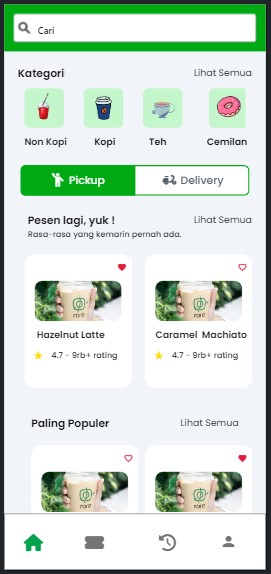 Cari
Kategori Lihat Semua
Non Kopi Kopi Teh Cemilan
Pickup Delivery
Pesen lagi, yuk ! Lihat Semua
Rasa-rasa yang kemarin pernah ada.
Hazelnut Latte Caramel Machiato
4.7 - 9rb+ rating 4.7 - 9rb+ rating
Paling Populer Lihat Semua